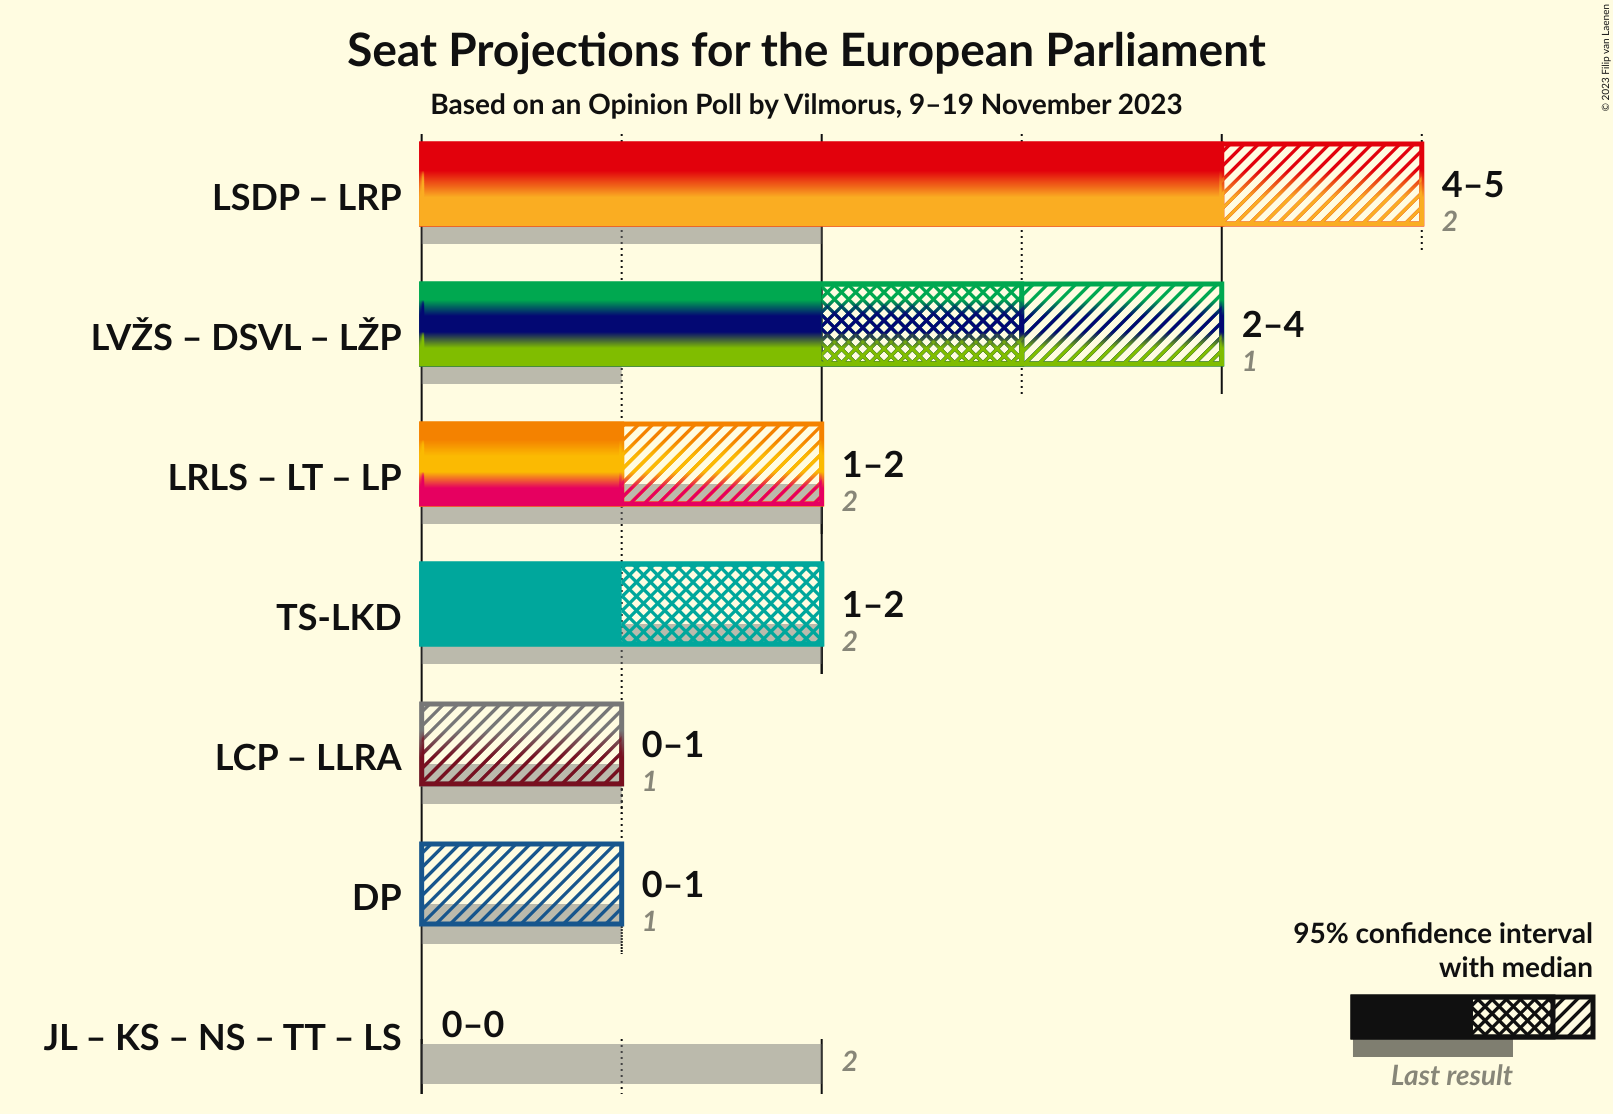 Seat Projections for the European Parliament
Based on an Opinion Poll by Vilmorus, 9–19 November 2023
© 2023 Filip van Laenen
LSDP – LRP
4–5
2
LVŽS – DSVL – LŽP
2–4
1
LRLS – LT – LP
1–2
2
TS-LKD
1–2
2
LCP – LLRA
0–1
1
DP
0–1
1
JL – KS – NS – TT – LS
0–0
2
95% confidence interval
with median
Last result